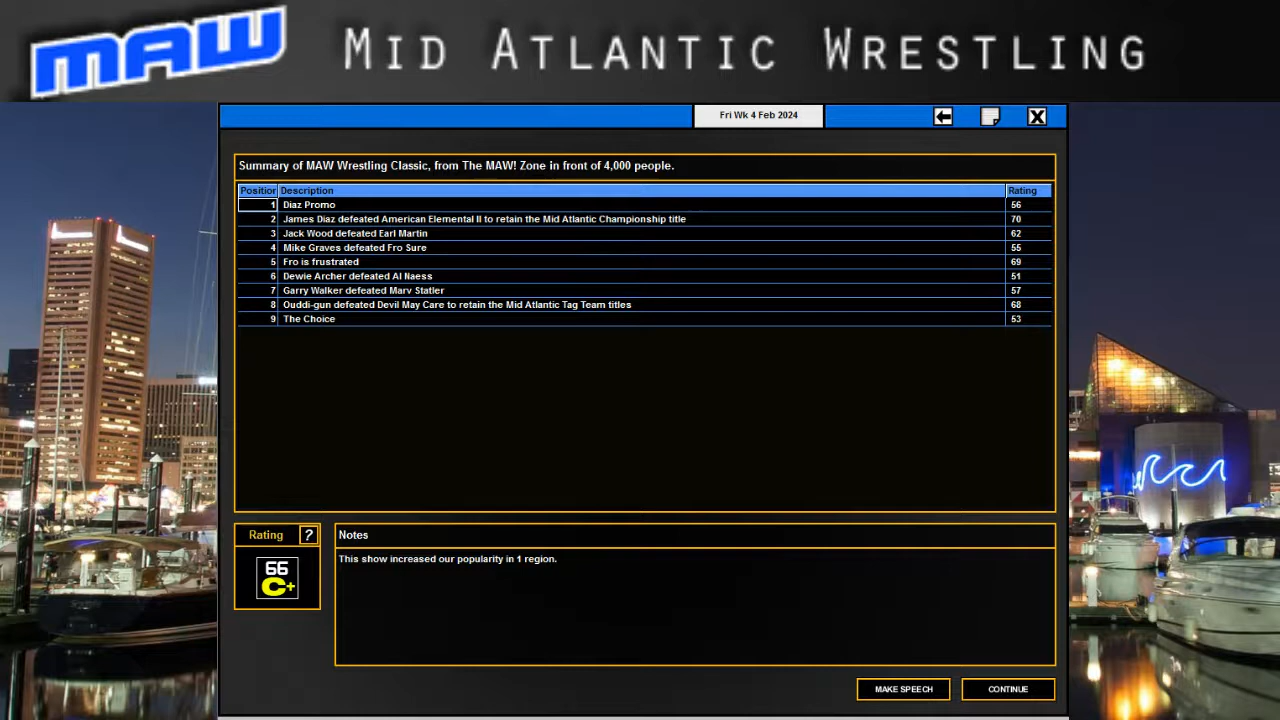 MAW MID ATLANTIC WRESTLING
Fri Wk 4 Feb 2024
Summary of MAW Wrestling Classic, from The MAW! Zone in front of 4,000 people.
Position Description Rating
1 Diaz Promo 56
2 James Diaz defeated American Elemental II to retain the Mid Atlantic Championship title 70
3 Jack Wood defeated Earl Martin 62
4 Mike Graves defeated Fro Sure 55
5 Fro is frustrated 69
6 Dewie Archer defeated Al Naess 51
7 Garry Walker defeated Marv Statler 57
8 Ouddi-gun defeated Devil May Care to retain the Mid Atlantic Tag Team titles 68
9 The Choice 53
Rating ? Notes
66
C+
This show increased our popularity in 1 region.
MAKE SPEECH CONTINUE